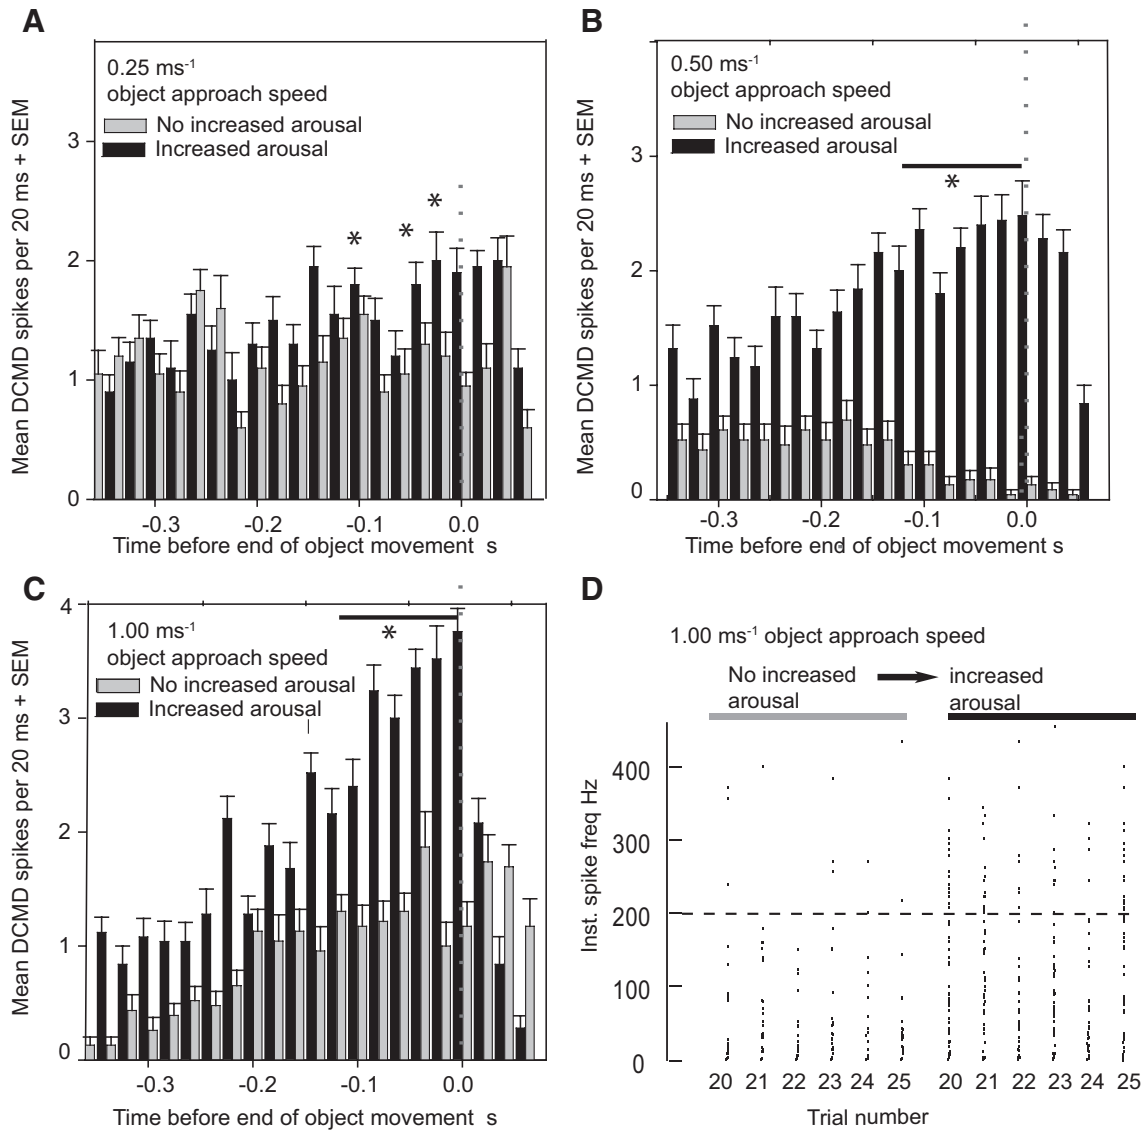 A
0.25 ms-1
object approach speed
No increased arousal
Increased arousal
Mean DCMD spikes per 20 ms + SEM
3
2
1
0
* * *
-0.3 -0.2 -0.1 0.0
Time before end of object movement s
B
0.50 ms-1
object approach speed
No increased arousal
Increased arousal
Mean DCMD spikes per 20 ms + SEM
3
2
1
0
*
-0.3 -0.2 -0.1 0.0
Time before end of object movement s
C
1.00 ms-1
object approach speed
No increased arousal
Increased arousal
Mean DCMD spikes per 20 ms + SEM
4
3
2
1
0
*
-0.3 -0.2 -0.1 0.0
Time before end of object movement s
D
1.00 ms-1 object approach speed
No increased
arousal
increased
arousal
Inst. spike freq Hz
400
300
200
100
0
20 21 22 23 24 25 20 21 22 23 24 25
Trial number